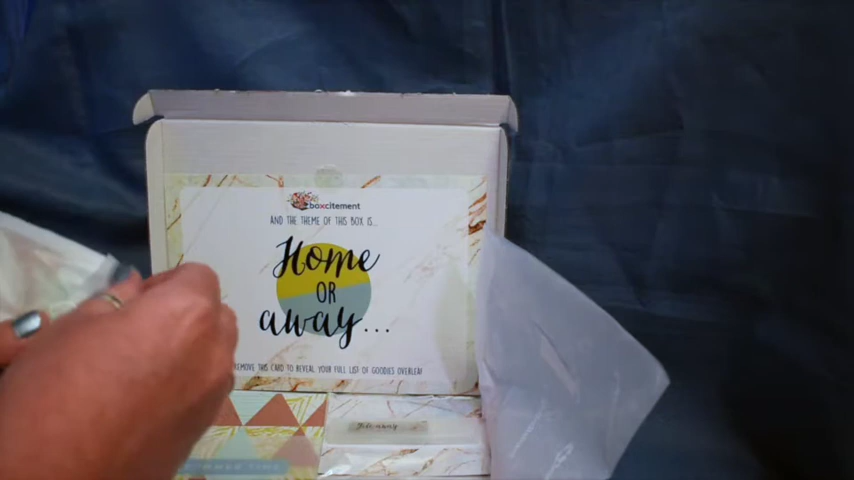 boxcitement
AND THE THEME OF THIS BOX IS...
Home
OR
away...
REMOVE THIS CARD TO REVEAL YOUR FULL LIST OF GOODIES OVERLEAF